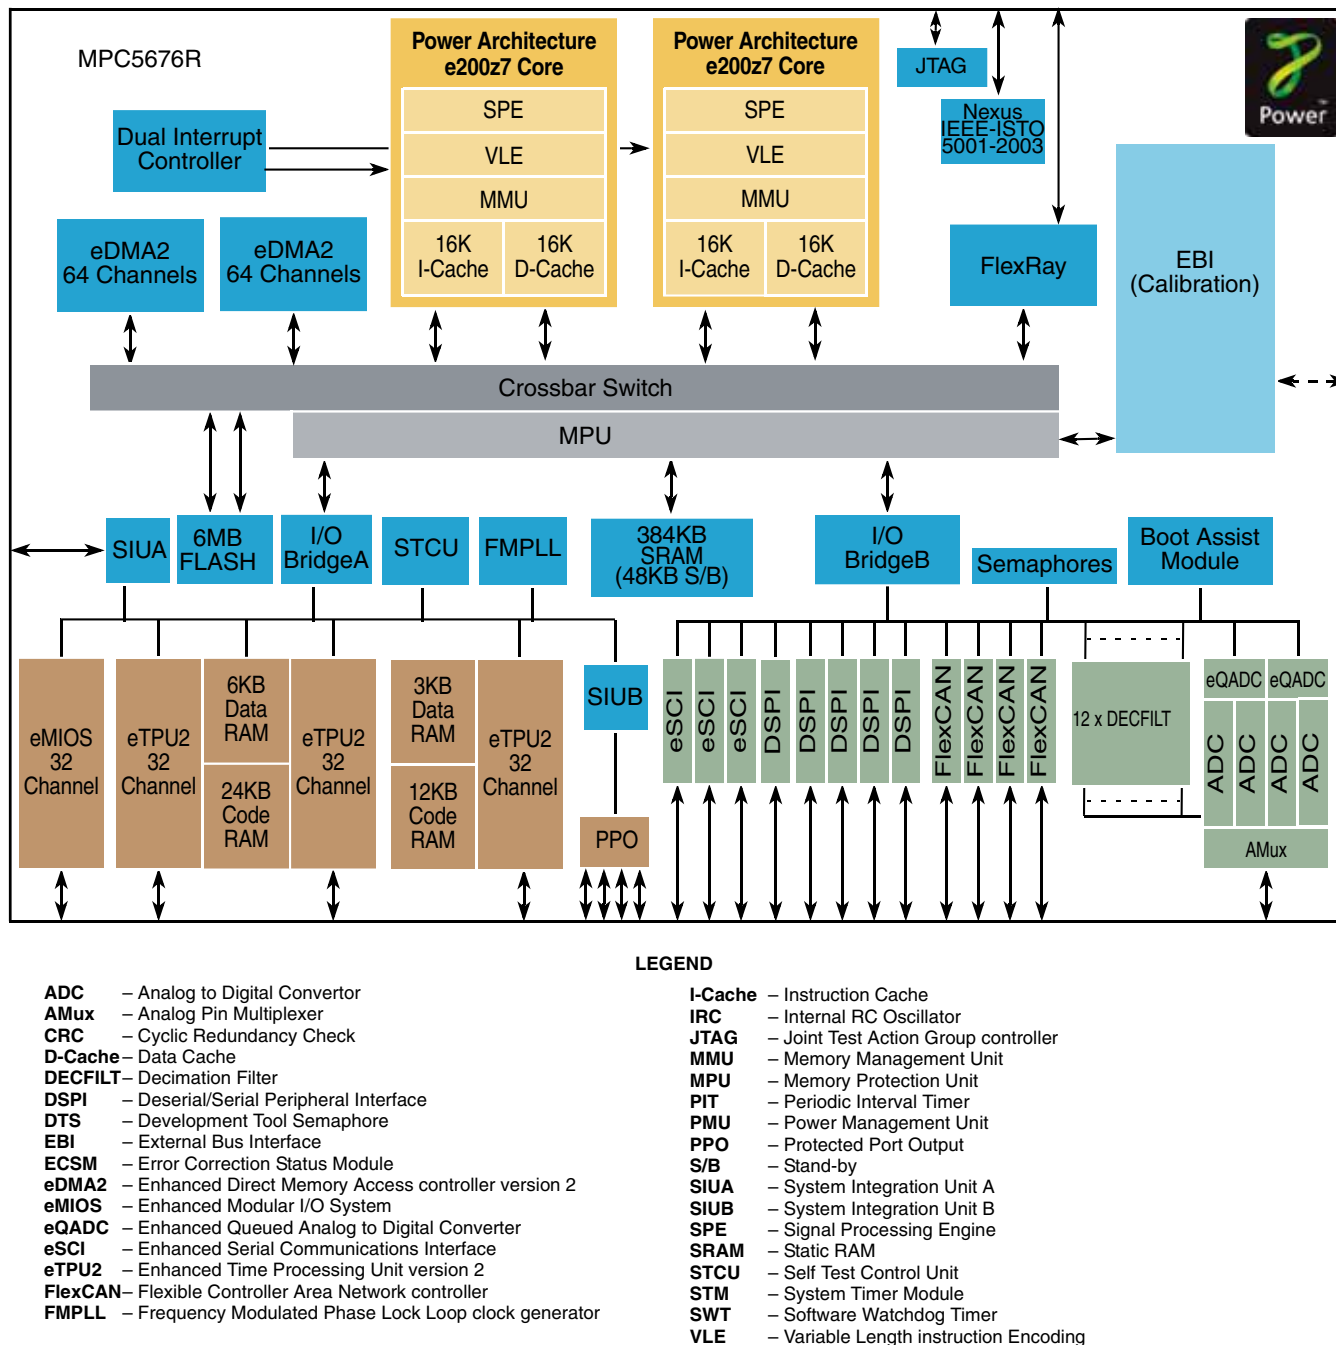 MPC5676R
Power Architecture
e200z7 Core
SPE
VLE
MMU
16K
I-Cache
16K
D-Cache
Power Architecture
e200z7 Core
SPE
VLE
MMU
16K
I-Cache
16K
D-Cache
JTAG
Nexus
IEEE-ISTO
5001-2003
Power
Dual Interrupt
Controller
eDMA2
64 Channels
eDMA2
64 Channels
FlexRay
EBI
(Calibration)
Crossbar Switch
MPU
SIUA
6MB
FLASH
I/O
BridgeA
STCU
FMPLL
384KB
SRAM
(48KB S/B)
I/O
BridgeB
Semaphores
Boot Assist
Module
eMIOS
32
Channel
eTPU2
32
Channel
6KB
Data
RAM
24KB
Code
RAM
eTPU2
32
Channel
3KB
Data
RAM
12KB
Code
RAM
eTPU2
32
Channel
SIUB
PPO
eSCI
eSCI
eSCI
DSPI
DSPI
DSPI
DSPI
DSPI
FlexCAN
FlexCAN
FlexCAN
FlexCAN
12 x DECFILT
eQADC
eQADC
ADC
ADC
ADC
ADC
AMux
LEGEND
ADC – Analog to Digital Convertor
AMux – Analog Pin Multiplexer
CRC – Cyclic Redundancy Check
D-Cache – Data Cache
DECFILT – Decimation Filter
DSPI – Deserial/Serial Peripheral Interface
DTS – Development Tool Semaphore
EBI – External Bus Interface
ECSM – Error Correction Status Module
eDMA2 – Enhanced Direct Memory Access controller version 2
eMIOS – Enhanced Modular I/O System
eQADC – Enhanced Queued Analog to Digital Converter
eSCI – Enhanced Serial Communications Interface
eTPU2 – Enhanced Time Processing Unit version 2
FlexCAN – Flexible Controller Area Network controller
FMPLL – Frequency Modulated Phase Lock Loop clock generator
I-Cache – Instruction Cache
IRC – Internal RC Oscillator
JTAG – Joint Test Action Group controller
MMU – Memory Management Unit
MPU – Memory Protection Unit
PIT – Periodic Interval Timer
PMU – Power Management Unit
PPO – Protected Port Output
S/B – Stand-by
SIUA – System Integration Unit A
SIUB – System Integration Unit B
SPE – Signal Processing Engine
SRAM – Static RAM
STCU – Self Test Control Unit
STM – System Timer Module
SWT – Software Watchdog Timer
VLE – Variable Length instruction Encoding